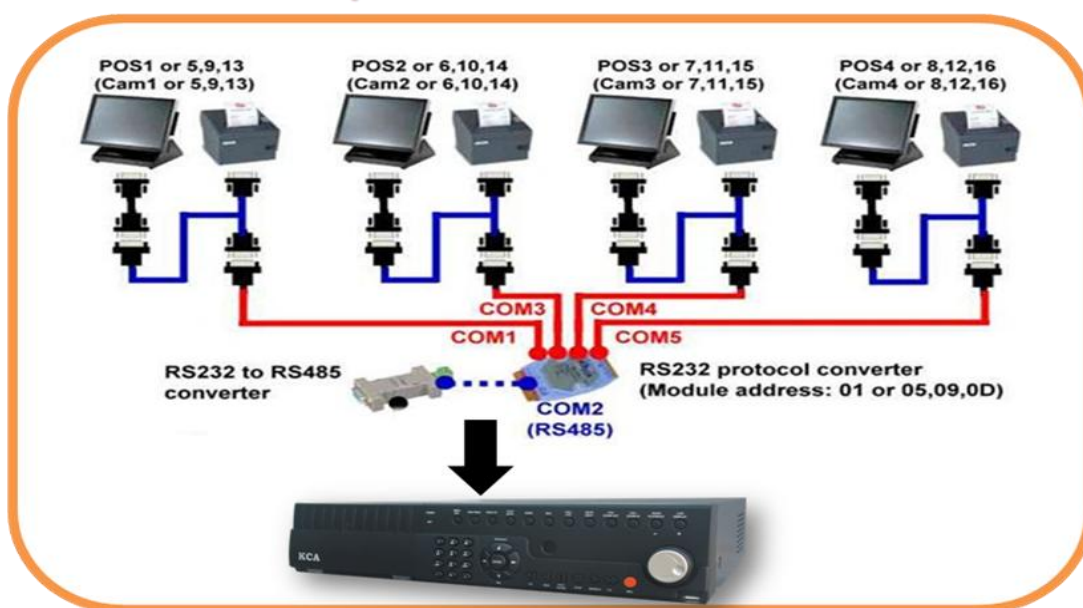 POS1 or 5,9,13
(Cam1 or 5,9,13)
POS2 or 6,10,14
(Cam2 or 6,10,14)
POS3 or 7,11,15
(Cam3 or 7,11,15)
POS4 or 8,12,16
(Cam4 or 8,12,16)
COM3
COM4
COM1
COM5
RS232 to RS485
converter
RS232 protocol converter
(Module address: 01 or 05,09,0D)
COM2
(RS485)
KCA